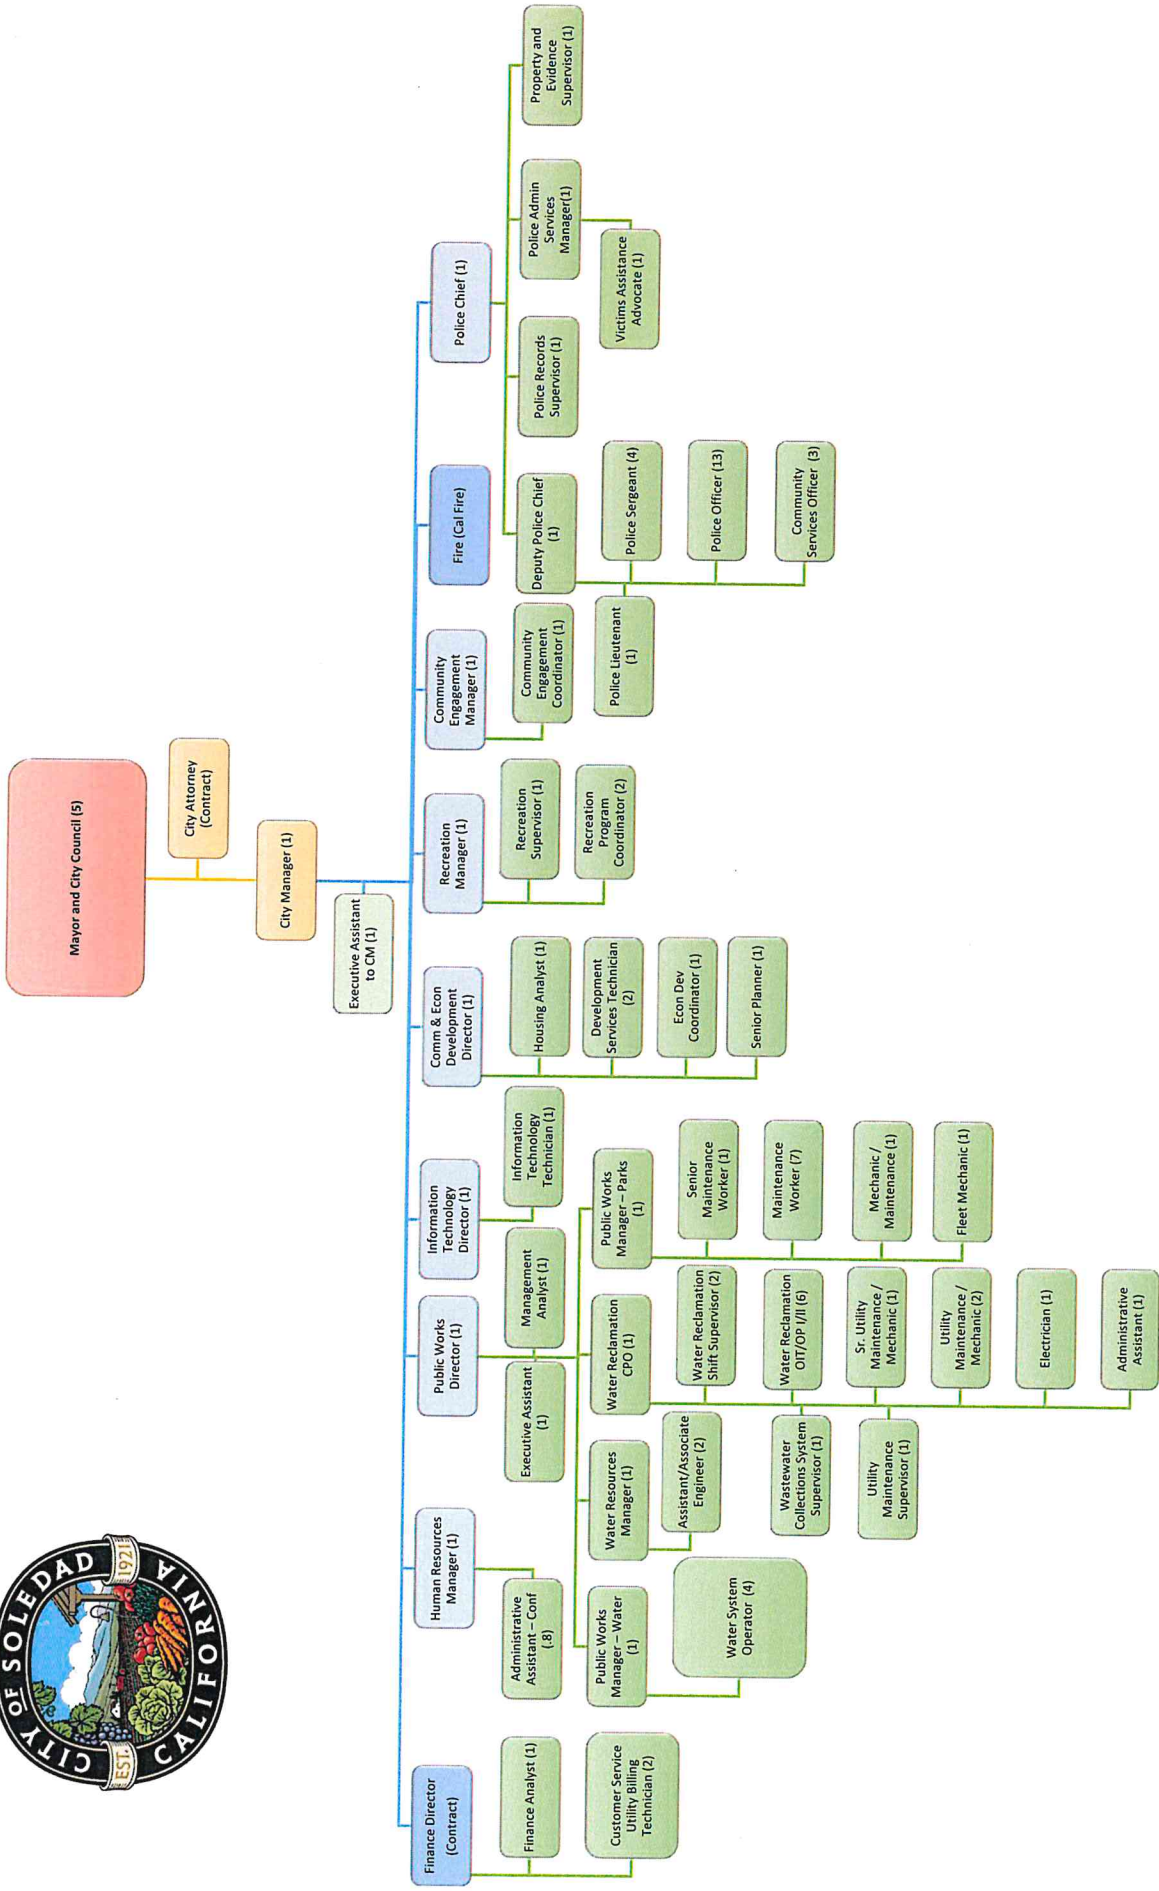 CITY OF SOLEDAD
EST. 1921
CALIFORNIA
Mayor and City Council (5)
City Attorney
(Contract)
City Manager (1)
Executive Assistant
to CM (1)
Finance Director
(Contract)
Finance Analyst (1)
Customer Service
Utility Billing
Technician (2)
Human Resources
Manager (1)
Administrative
Assistant – Conf
(.8)
Public Works
Director (1)
Executive Assistant
(1)
Management
Analyst (1)
Public Works
Manager – Water
(1)
Water System
Operator (4)
Water Resources
Manager (1)
Assistant/Associate
Engineer (2)
Water Reclamation
CPO (1)
Water Reclamation
Shift Supervisor (2)
Wastewater
Collections System
Supervisor (1)
Water Reclamation
OIT/OP I/II (6)
Utility
Maintenance
Supervisor (1)
Sr. Utility
Maintenance /
Mechanic (1)
Utility
Maintenance /
Mechanic (2)
Electrician (1)
Administrative
Assistant (1)
Public Works
Manager – Parks
(1)
Senior
Maintenance
Worker (1)
Maintenance
Worker (7)
Mechanic /
Maintenance (1)
Fleet Mechanic (1)
Information
Technology
Director (1)
Information
Technology
Technician (1)
Comm & Econ
Development
Director (1)
Housing Analyst (1)
Development
Services Technician
(2)
Econ Dev
Coordinator (1)
Senior Planner (1)
Recreation
Manager (1)
Recreation
Supervisor (1)
Recreation
Program
Coordinator (2)
Community
Engagement
Manager (1)
Community
Engagement
Coordinator (1)
Fire (Cal Fire)
Police Chief (1)
Deputy Police Chief
(1)
Police Lieutenant
(1)
Police Sergeant (4)
Police Officer (13)
Community
Services Officer (3)
Police Records
Supervisor (1)
Police Admin
Services
Manager(1)
Victims Assistance
Advocate (1)
Property and
Evidence
Supervisor (1)